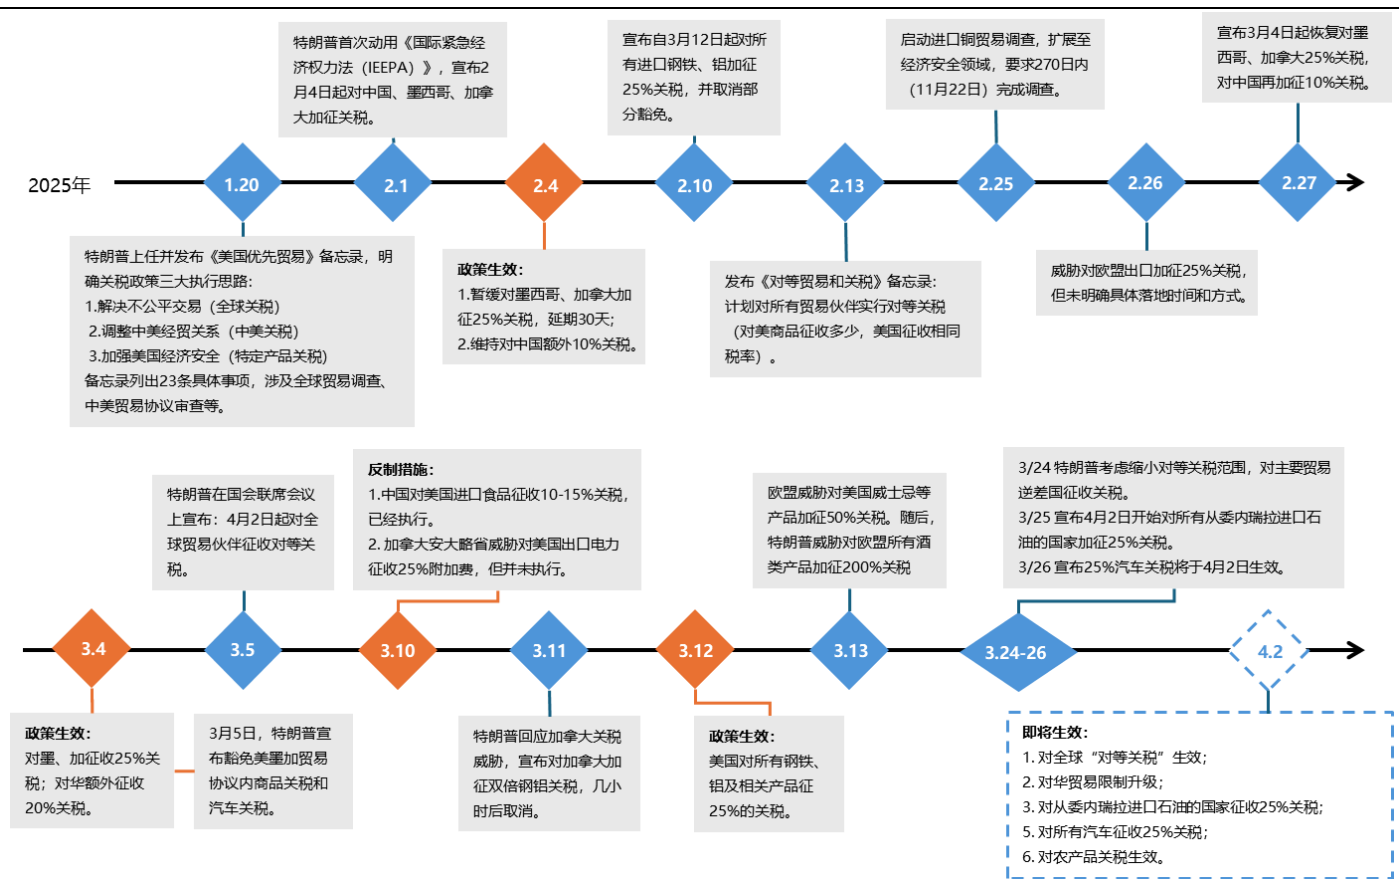 特朗普首次动用《国际紧急经
济权力法（IEEPA）》，宣布2
月4日起对中国、墨西哥、加拿
大加征关税。
宣布自3月12日起对所
有进口钢铁、铝加征
25%关税，并取消部
分豁免。
启动进口铜贸易调查，扩展至
经济安全领域，要求270日内
（11月22日）完成调查。
宣布3月4日起恢复对墨
西哥、加拿大25%关税，
对中国再加征10%关税。
2025年
1.20
2.1
2.4
2.10
2.13
2.25
2.26
2.27
特朗普上任并发布《美国优先贸易》备忘录，明
确关税政策三大执行思路：
1.解决不公平交易（全球关税）
2.调整中美经贸关系（中美关税）
3.加强美国经济安全（特定产品关税）
备忘录列出23条具体事项，涉及全球贸易调查、
中美贸易协议审查等。
政策生效：
1.暂缓对墨西哥、加拿大加
征25%关税，延期30天；
2.维持对中国额外10%关税。
发布《对等贸易和关税》备忘录：
计划对所有贸易伙伴实行对等关税
（对美商品征收多少，美国征收相同
税率）。
威胁对欧盟出口加征25%关税，
但未明确具体落地时间和方式。
特朗普在国会联席会议
上宣布：4月2日起对全
球贸易伙伴征收对等关
税。
反制措施：
1.中国对美国进口食品征收10-15%关税，
已经执行。
2. 加拿大安大略省威胁对美国出口电力
征收25%附加费，但并未执行。
欧盟威胁对美国威士忌等
产品加征50%关税。随后，
特朗普威胁对欧盟所有酒
类产品加征200%关税
3/24 特朗普考虑缩小对等关税范围，对主要贸易
逆差国征收关税。
3/25 宣布4月2日开始对所有从委内瑞拉进口石
油的国家加征25%关税。
3/26 宣布25%汽车关税将于4月2日生效。
3.4
3.5
3.10
3.11
3.12
3.13
3.24-26
4.2
政策生效：
对墨、加征收25%关
税；对华额外征收
20%关税。
3月5日，特朗普宣
布豁免美墨加贸易
协议内商品关税和
汽车关税。
特朗普回应加拿大关税
威胁，宣布对加拿大加
征双倍钢铝关税，几小
时后取消。
政策生效：
美国对所有钢铁、
铝及相关产品征
25%的关税。
即将生效：
1. 对全球“对等关税”生效；
2. 对华贸易限制升级；
3. 对从委内瑞拉进口石油的国家征收25%关税；
5. 对所有汽车征收25%关税；
6. 对农产品关税生效。